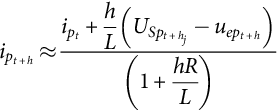 i_{p_{t+h}} ≈ \frac{i_{p_t} + \frac{h}{L}\left(U_{Sp_{t+h_j}} - u_{ep_{t+h}}\right)}{\left(1 + \frac{hR}{L}\right)}